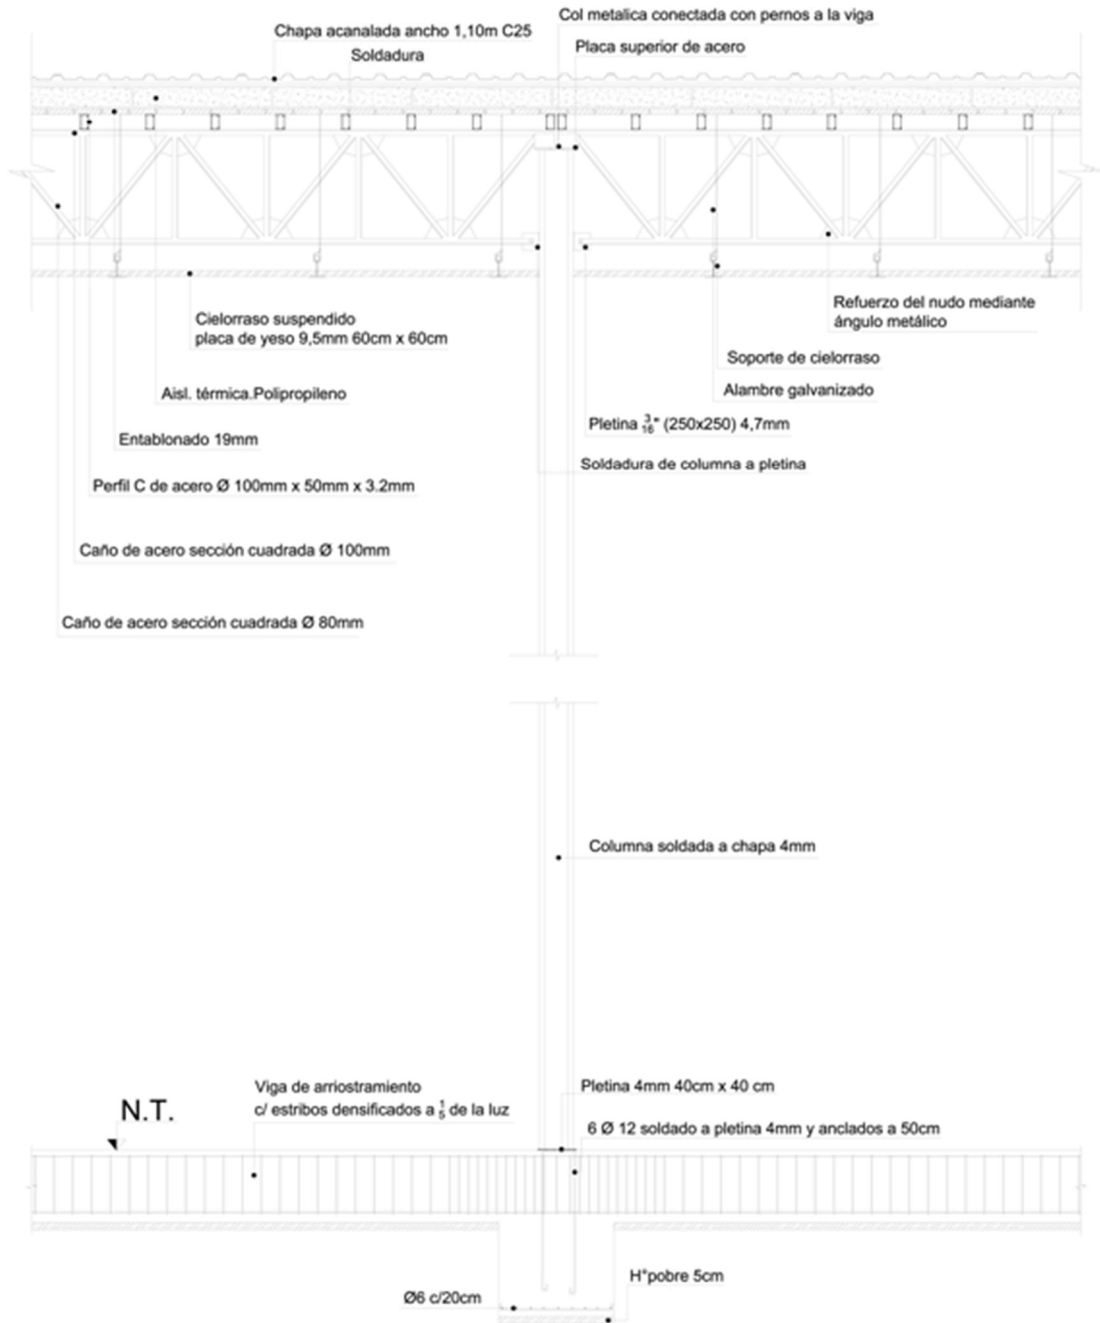 Col metalica conectada con pernos a la viga
Chapa acanalada ancho 1,10m C25
Placa superior de acero
Soldadura
Refuerzo del nudo mediante
ángulo metálico
Cielorraso suspendido
placa de yeso 9,5mm 60cm x 60cm
Soporte de cielorraso
Aisl. térmica.Polipropileno
Alambre galvanizado
Pletina 3/16" (250x250) 4,7mm
Entablonado 19mm
Soldadura de columna a pletina
Perfil C de acero Ø 100mm x 50mm x 3.2mm
Caño de acero sección cuadrada Ø 100mm
Caño de acero sección cuadrada Ø 80mm
Columna soldada a chapa 4mm
Viga de arriostramiento
c/ estribos densificados a 1/5 de la luz
Pletina 4mm 40cm x 40 cm
N.T.
6 Ø 12 soldado a pletina 4mm y anclados a 50cm
H°pobre 5cm
Ø6 c/20cm